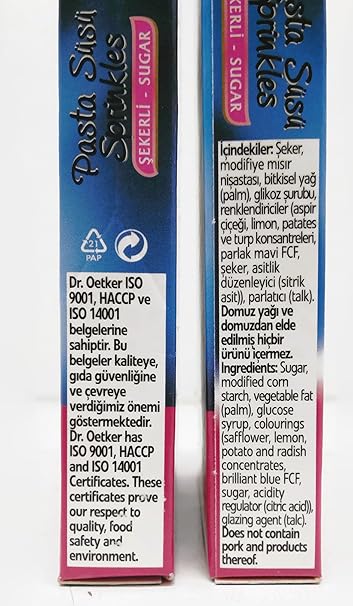 Pasta Süsü
Sprinkles
ŞEKERLİ - SUGAR
21
PAP
Dr. Oetker ISO
9001, HACCP ve
ISO 14001
belgelerine
sahiptir. Bu
belgeler kaliteye,
gıda güvenliğine
ve çevreye
verdiğimiz önemi
göstermektedir.
Dr. Oetker has
ISO 9001, HACCP
and ISO 14001
Certificates. These
certificates prove
our respect to
quality, food
safety and
environment.
sta Süsü
prinkles
KERLİ - SUGAR
İçindekiler: Şeker,
modifiye mısır
nişastası, bitkisel yağ
(palm), glikoz şurubu,
renklendiriciler (aspir
çiçeği, limon, patates
ve turp konsantreleri,
parlak mavi FCF,
şeker, asitlik
düzenleyici (sitrik
asit)), parlatıcı (talk).
Domuz yağı ve
domuzdan elde
edilmiş hiçbir
ürünü içermez.
Ingredients: Sugar,
modified corn
starch, vegetable fat
(palm), glucose
syrup, colourings
(safflower, lemon,
potato and radish
concentrates,
brilliant blue FCF,
sugar, acidity
regulator (citric acid)),
glazing agent (talc).
Does not contain
pork and products
thereof.